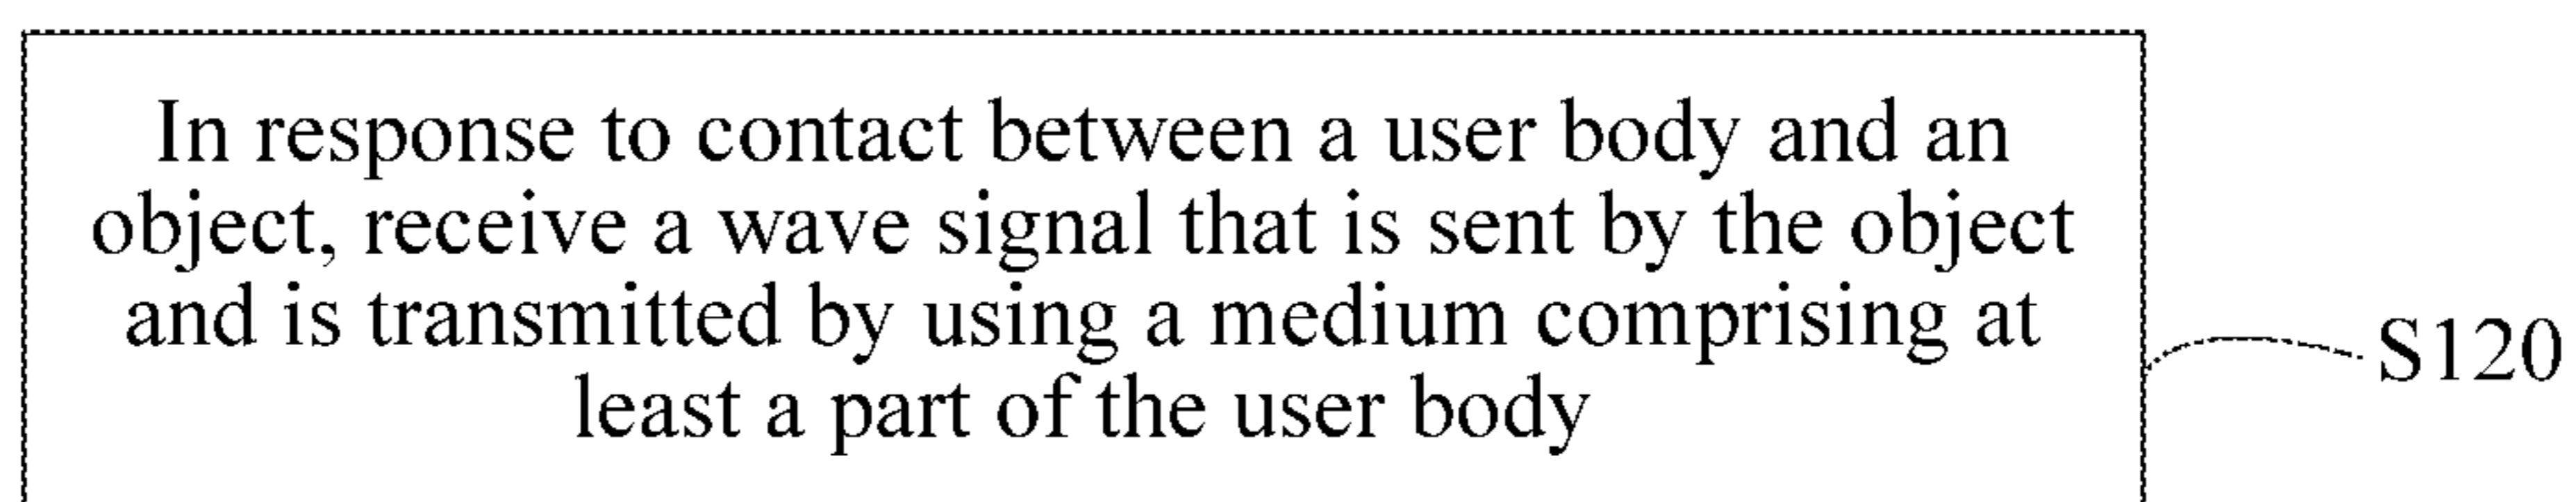 In response to contact between a user body and an
object, receive a wave signal that is sent by the object
and is transmitted by using a medium comprising at
least a part of the user body
S120